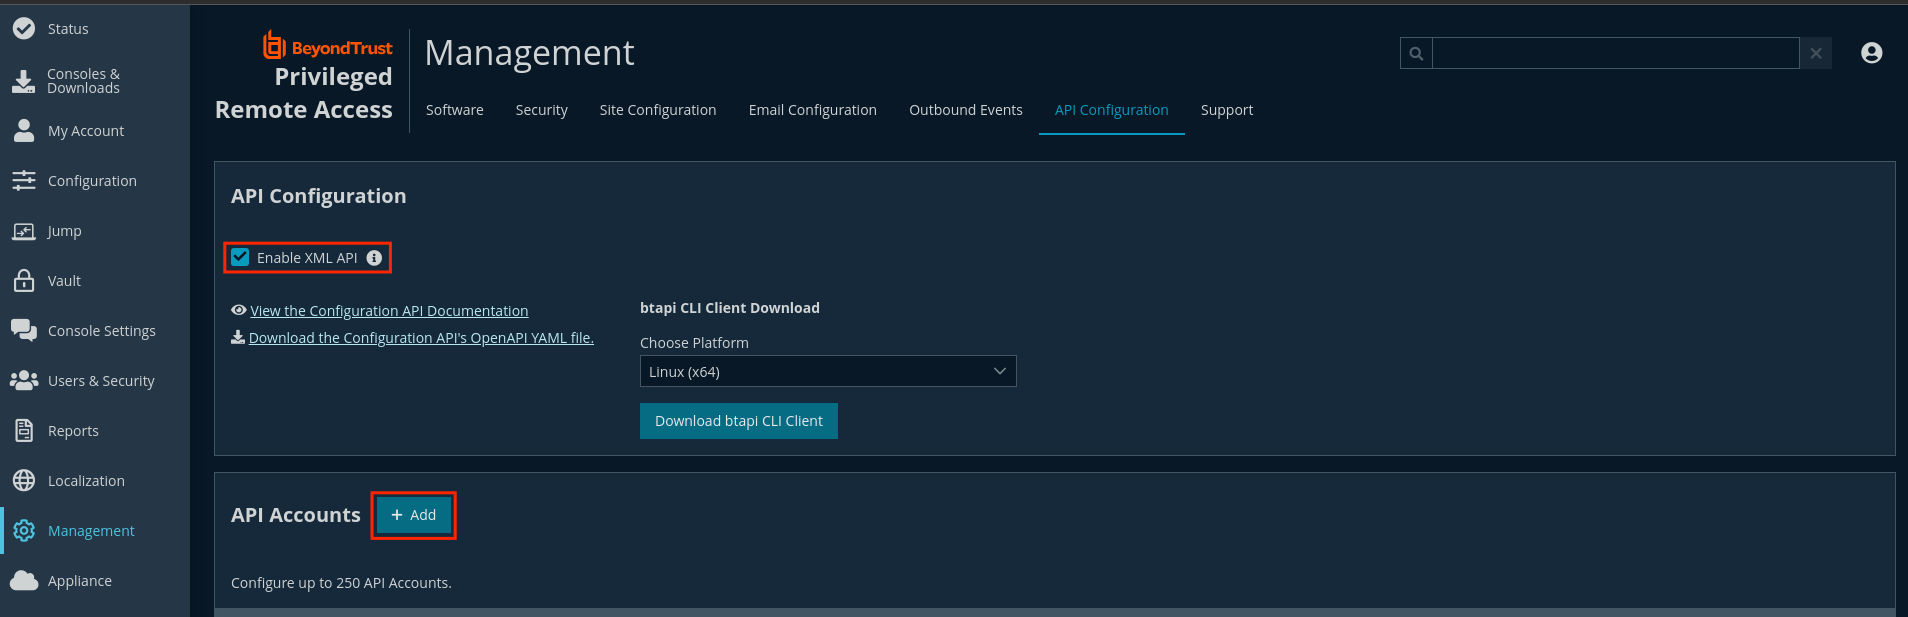 Status
Consoles &
Downloads
My Account
Configuration
Jump
Vault
Console Settings
Users & Security
Reports
Localization
Management
Appliance
BeyondTrust
Privileged
Remote Access
Management
Software Security Site Configuration Email Configuration Outbound Events API Configuration Support
API Configuration
Enable XML API
View the Configuration API Documentation
Download the Configuration API's OpenAPI YAML file.
btapi CLI Client Download
Choose Platform
Linux (x64)
Download btapi CLI Client
API Accounts
+ Add
Configure up to 250 API Accounts.